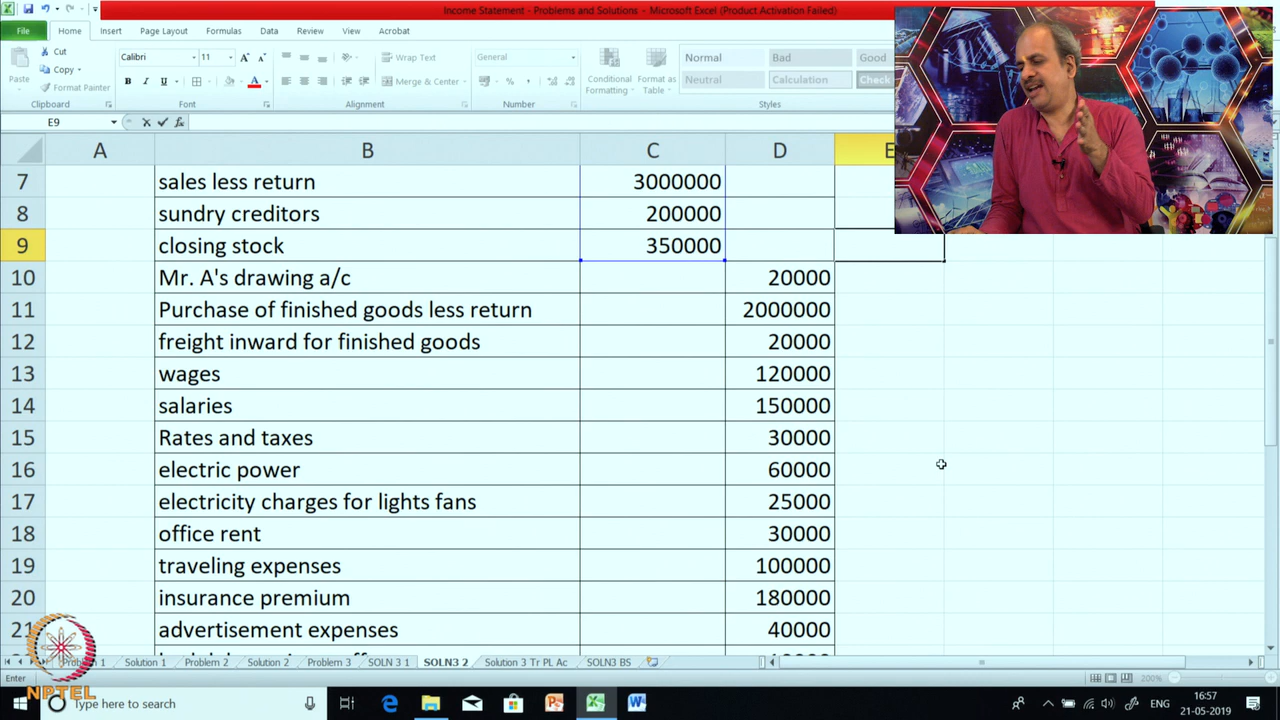 Income Statement - Problems and Solutions - Microsoft Excel (Product Activation Failed)
File Home Insert Page Layout Formulas Data Review View Acrobat
Cut
Copy
Format Painter
Paste
Clipboard
Calibri 11
B I U
Font
Wrap Text
Merge & Center
Alignment
General
Number
Conditional Formatting
Format as Table
Normal Bad Good
Neutral Calculation Check
Styles
E9
A B C D E
7 sales less return 3000000
8 sundry creditors 200000
9 closing stock 350000
10 Mr. A's drawing a/c 20000
11 Purchase of finished goods less return 2000000
12 freight inward for finished goods 20000
13 wages 120000
14 salaries 150000
15 Rates and taxes 30000
16 electric power 60000
17 electricity charges for lights fans 25000
18 office rent 30000
19 traveling expenses 100000
20 insurance premium 180000
21 advertisement expenses 40000
1 Solution 1 Problem 2 Solution 2 Problem 3 SOLN 3 1 SOLN3 2 Solution 3 Tr PL Ac SOLN3 BS
Enter 200%
NPTEL
Type here to search
ENG
16:57
21-05-2019